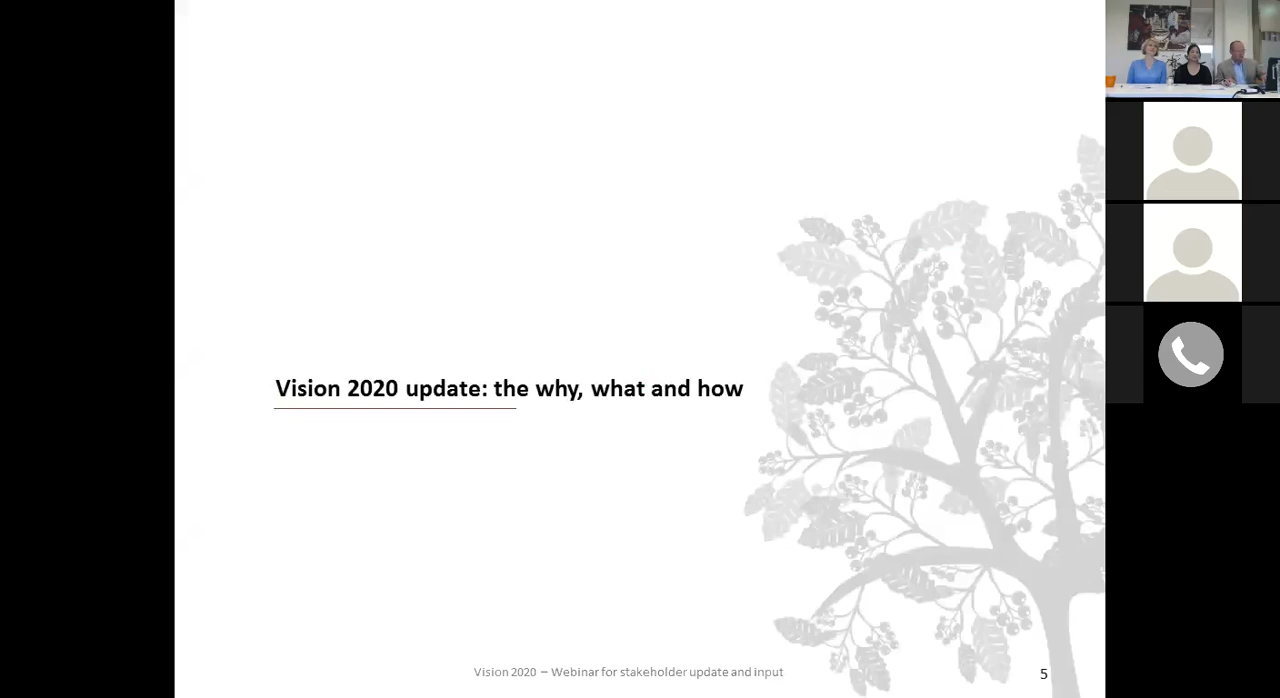 Vision 2020 update: the why, what and how
Vision 2020 – Webinar for stakeholder update and input
5